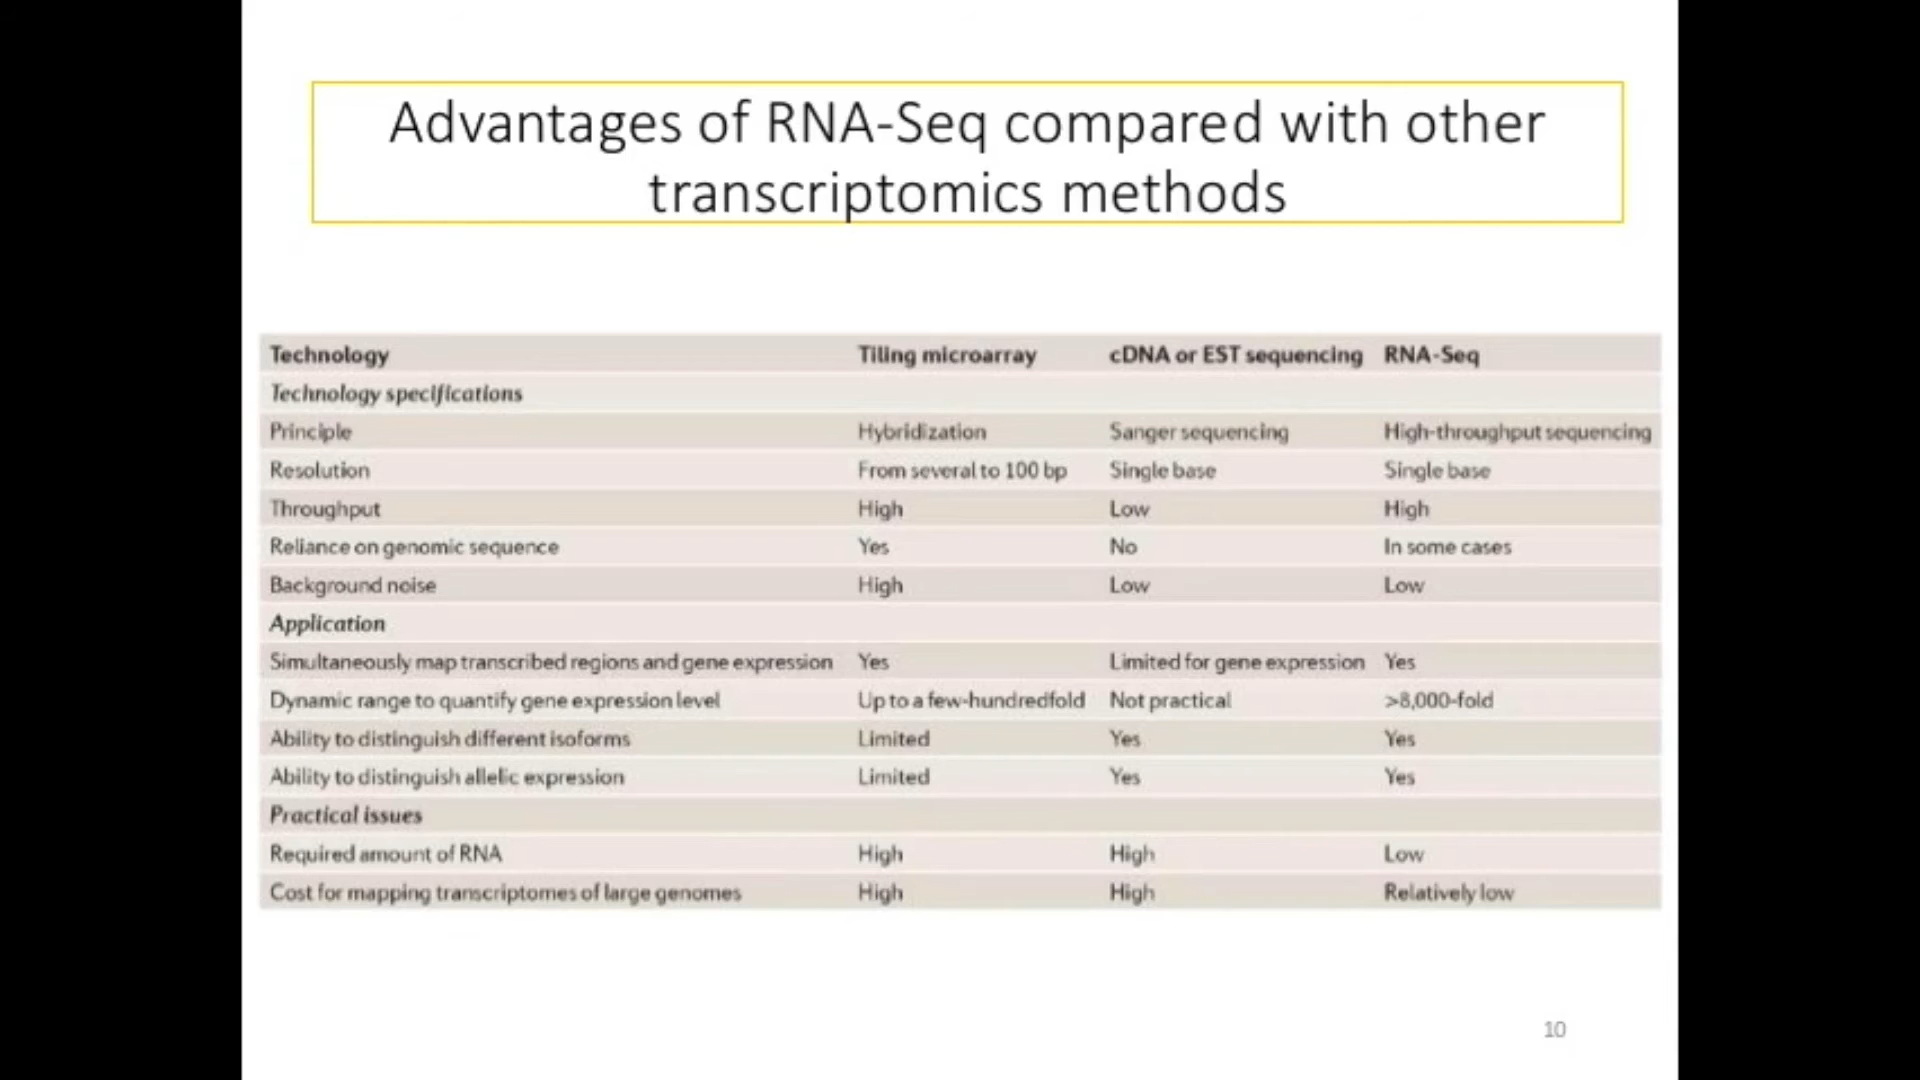 Advantages of RNA-Seq compared with other
transcriptomics methods
Technology Tiling microarray cDNA or EST sequencing RNA-Seq
Technology specifications
Principle Hybridization Sanger sequencing High-throughput sequencing
Resolution From several to 100 bp Single base Single base
Throughput High Low High
Reliance on genomic sequence Yes No In some cases
Background noise High Low Low
Application
Simultaneously map transcribed regions and gene expression Yes Limited for gene expression Yes
Dynamic range to quantify gene expression level Up to a few-hundredfold Not practical >8,000-fold
Ability to distinguish different isoforms Limited Yes Yes
Ability to distinguish allelic expression Limited Yes Yes
Practical issues
Required amount of RNA High High Low
Cost for mapping transcriptomes of large genomes High High Relatively low
10